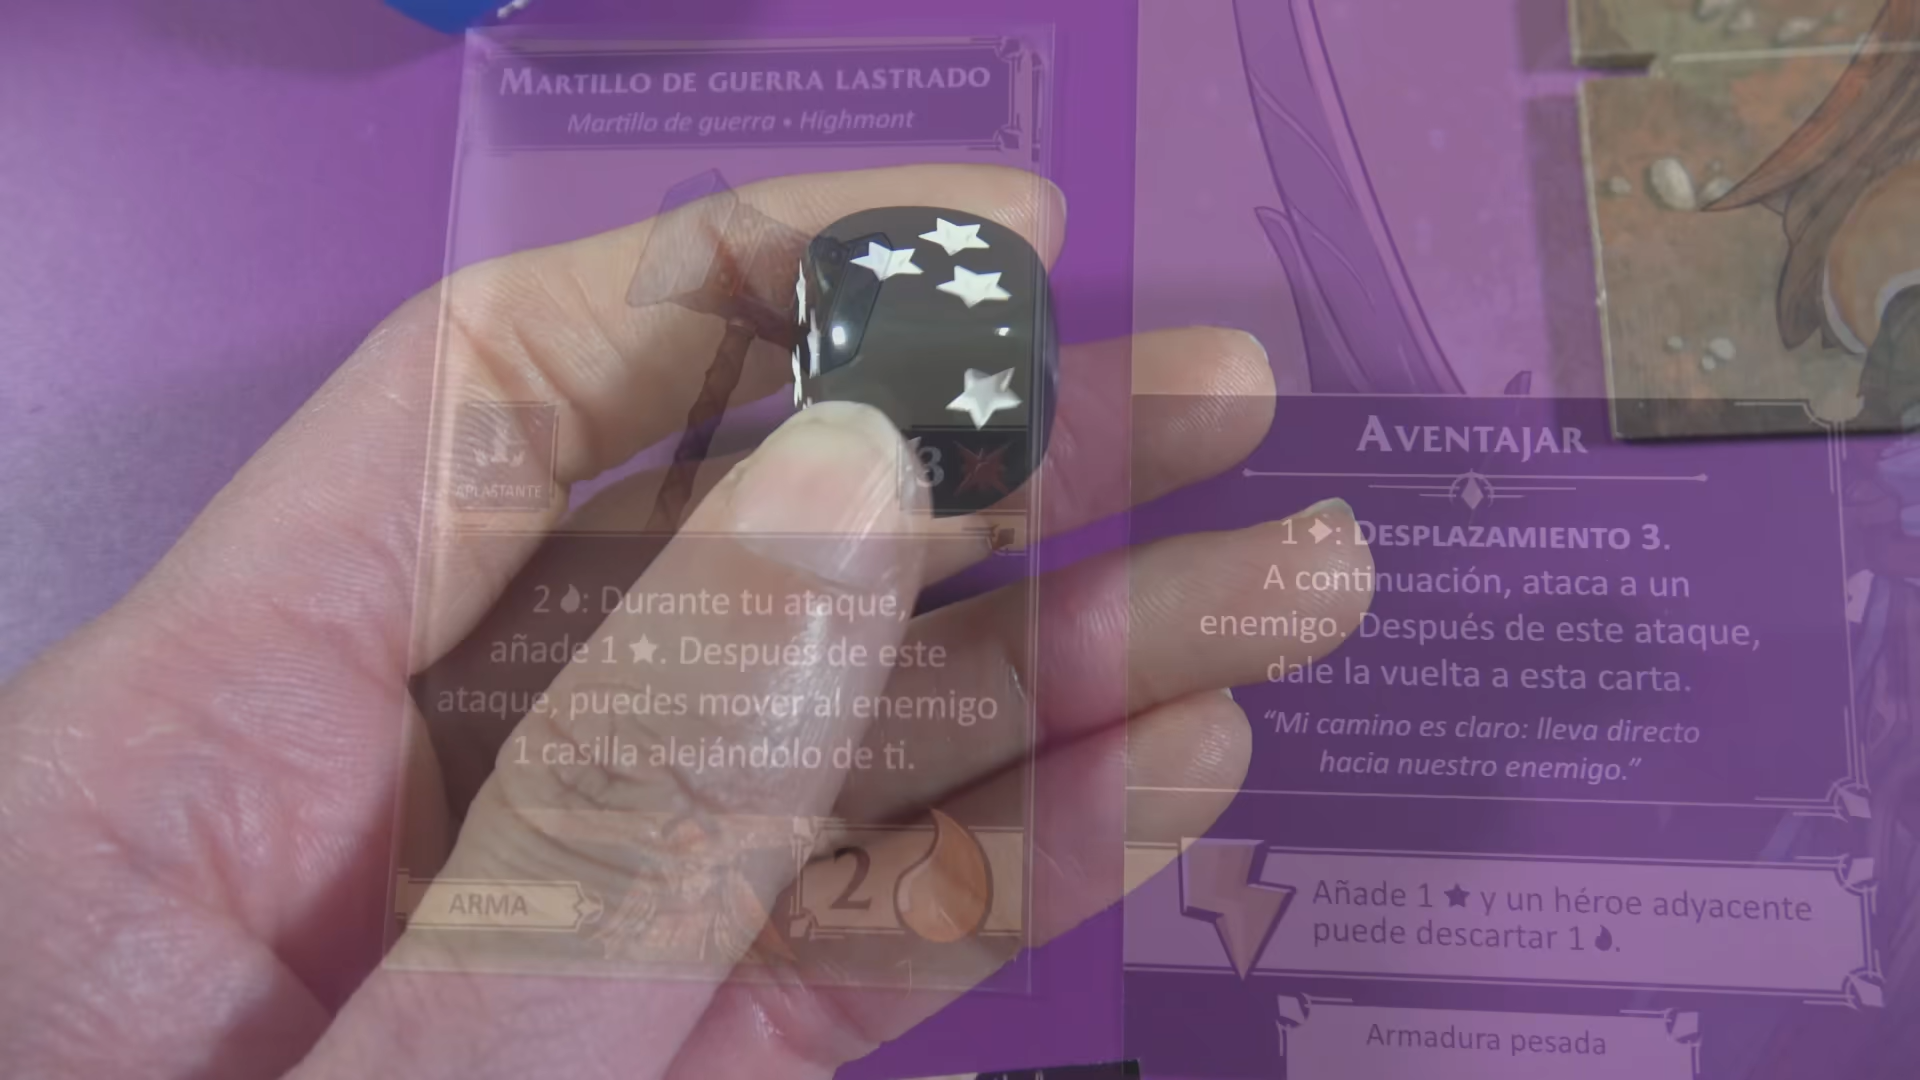 MARTILLO DE GUERRA LASTRADO
Martillo de guerra • Highmont
APLASTANTE
3
2 : Durante tu ataque,
añade 1 ★. Después de este
ataque, puedes mover al enemigo
1 casilla alejándolo de ti.
ARMA
2
AVENTAJAR
1 : DESPLAZAMIENTO 3.
A continuación, ataca a un
enemigo. Después de este ataque,
dale la vuelta a esta carta.
“Mi camino es claro: lleva directo
hacia nuestro enemigo.”
Añade 1 ★ y un héroe adyacente
puede descartar 1 .
Armadura pesada